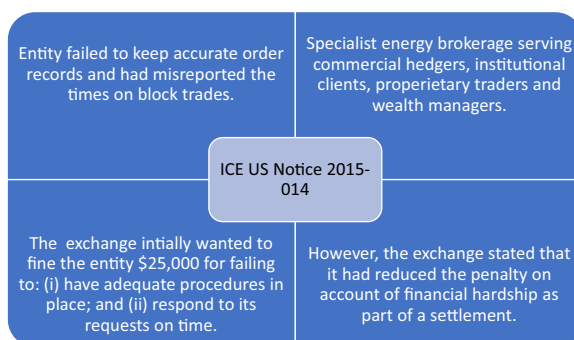 Entity failed to keep accurate order
records and had misreported the
times on block trades.
Specialist energy brokerage serving
commercial hedgers, institutional
clients, properietary traders and
wealth managers.
ICE US Notice 2015-
014
The exchange intially wanted to
fine the entity $25,000 for failing
to: (i) have adequate procedures in
place; and (ii) respond to its
requests on time.
However, the exchange stated that
it had reduced the penalty on
account of financial hardship as
part of a settlement.